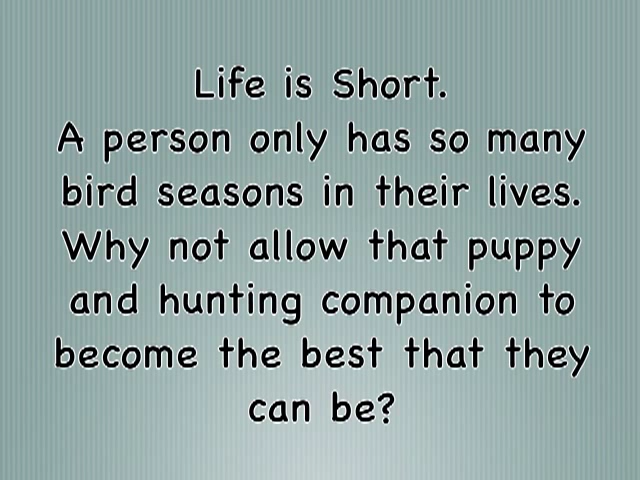 Life is Short.
A person only has so many
bird seasons in their lives.
Why not allow that puppy
and hunting companion to
become the best that they
can be?